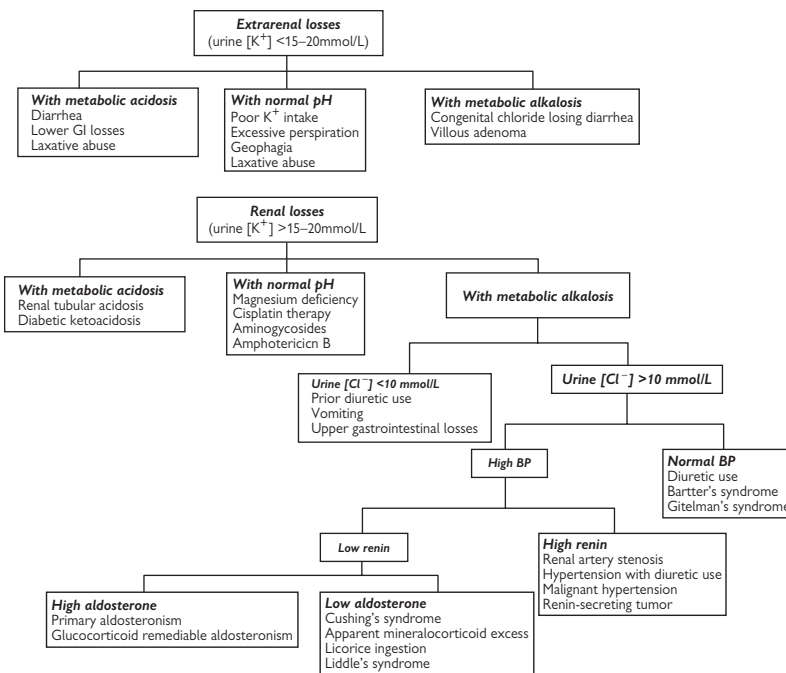 Extrarenal losses
(urine [K+] <15–20mmol/L)
With metabolic acidosis
Diarrhea
Lower GI losses
Laxative abuse
With normal pH
Poor K+ intake
Excessive perspiration
Geophagia
Laxative abuse
With metabolic alkalosis
Congenital chloride losing diarrhea
Villous adenoma
Renal losses
(urine [K+] >15–20mmol/L
With metabolic acidosis
Renal tubular acidosis
Diabetic ketoacidosis
With normal pH
Magnesium deficiency
Cisplatin therapy
Aminogycosides
Amphotericicn B
With metabolic alkalosis
Urine [Cl−] <10 mmol/L
Prior diuretic use
Vomiting
Upper gastrointestinal losses
Urine [Cl−] >10 mmol/L
High BP
Normal BP
Diuretic use
Bartter's syndrome
Gitelman's syndrome
Low renin
High renin
Renal artery stenosis
Hypertension with diuretic use
Malignant hypertension
Renin-secreting tumor
High aldosterone
Primary aldosteronism
Glucocorticoid remediable aldosteronism
Low aldosterone
Cushing's syndrome
Apparent mineralocorticoid excess
Licorice ingestion
Liddle's syndrome